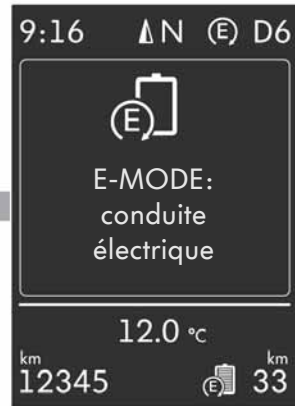 9:16 N (E) D6
E
E-MODE:
conduite
électrique
12.0 °C
km km
12345 E 33